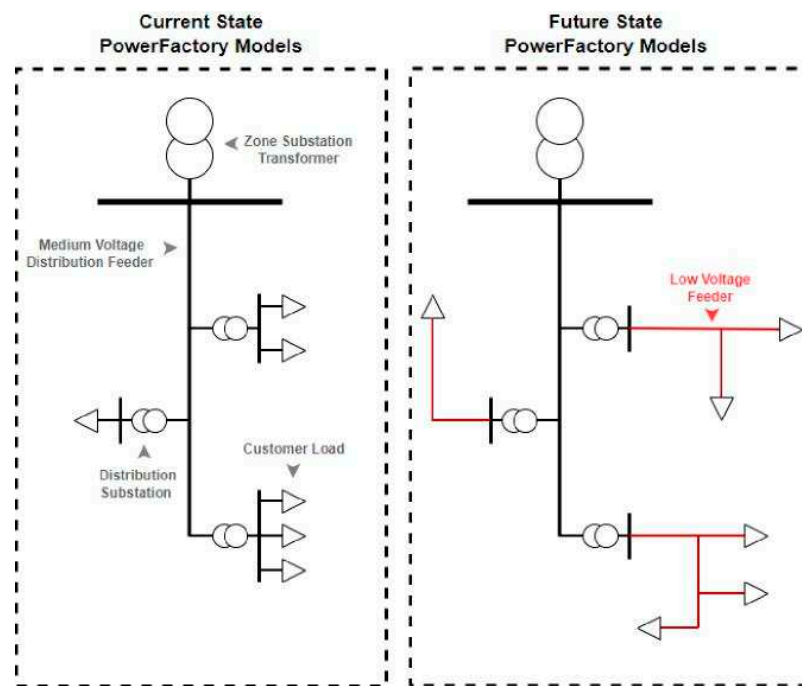 Current State
PowerFactory Models
Zone Substation
Transformer
Medium Voltage
Distribution Feeder
Customer Load
Distribution
Substation
Future State
PowerFactory Models
Low Voltage
Feeder